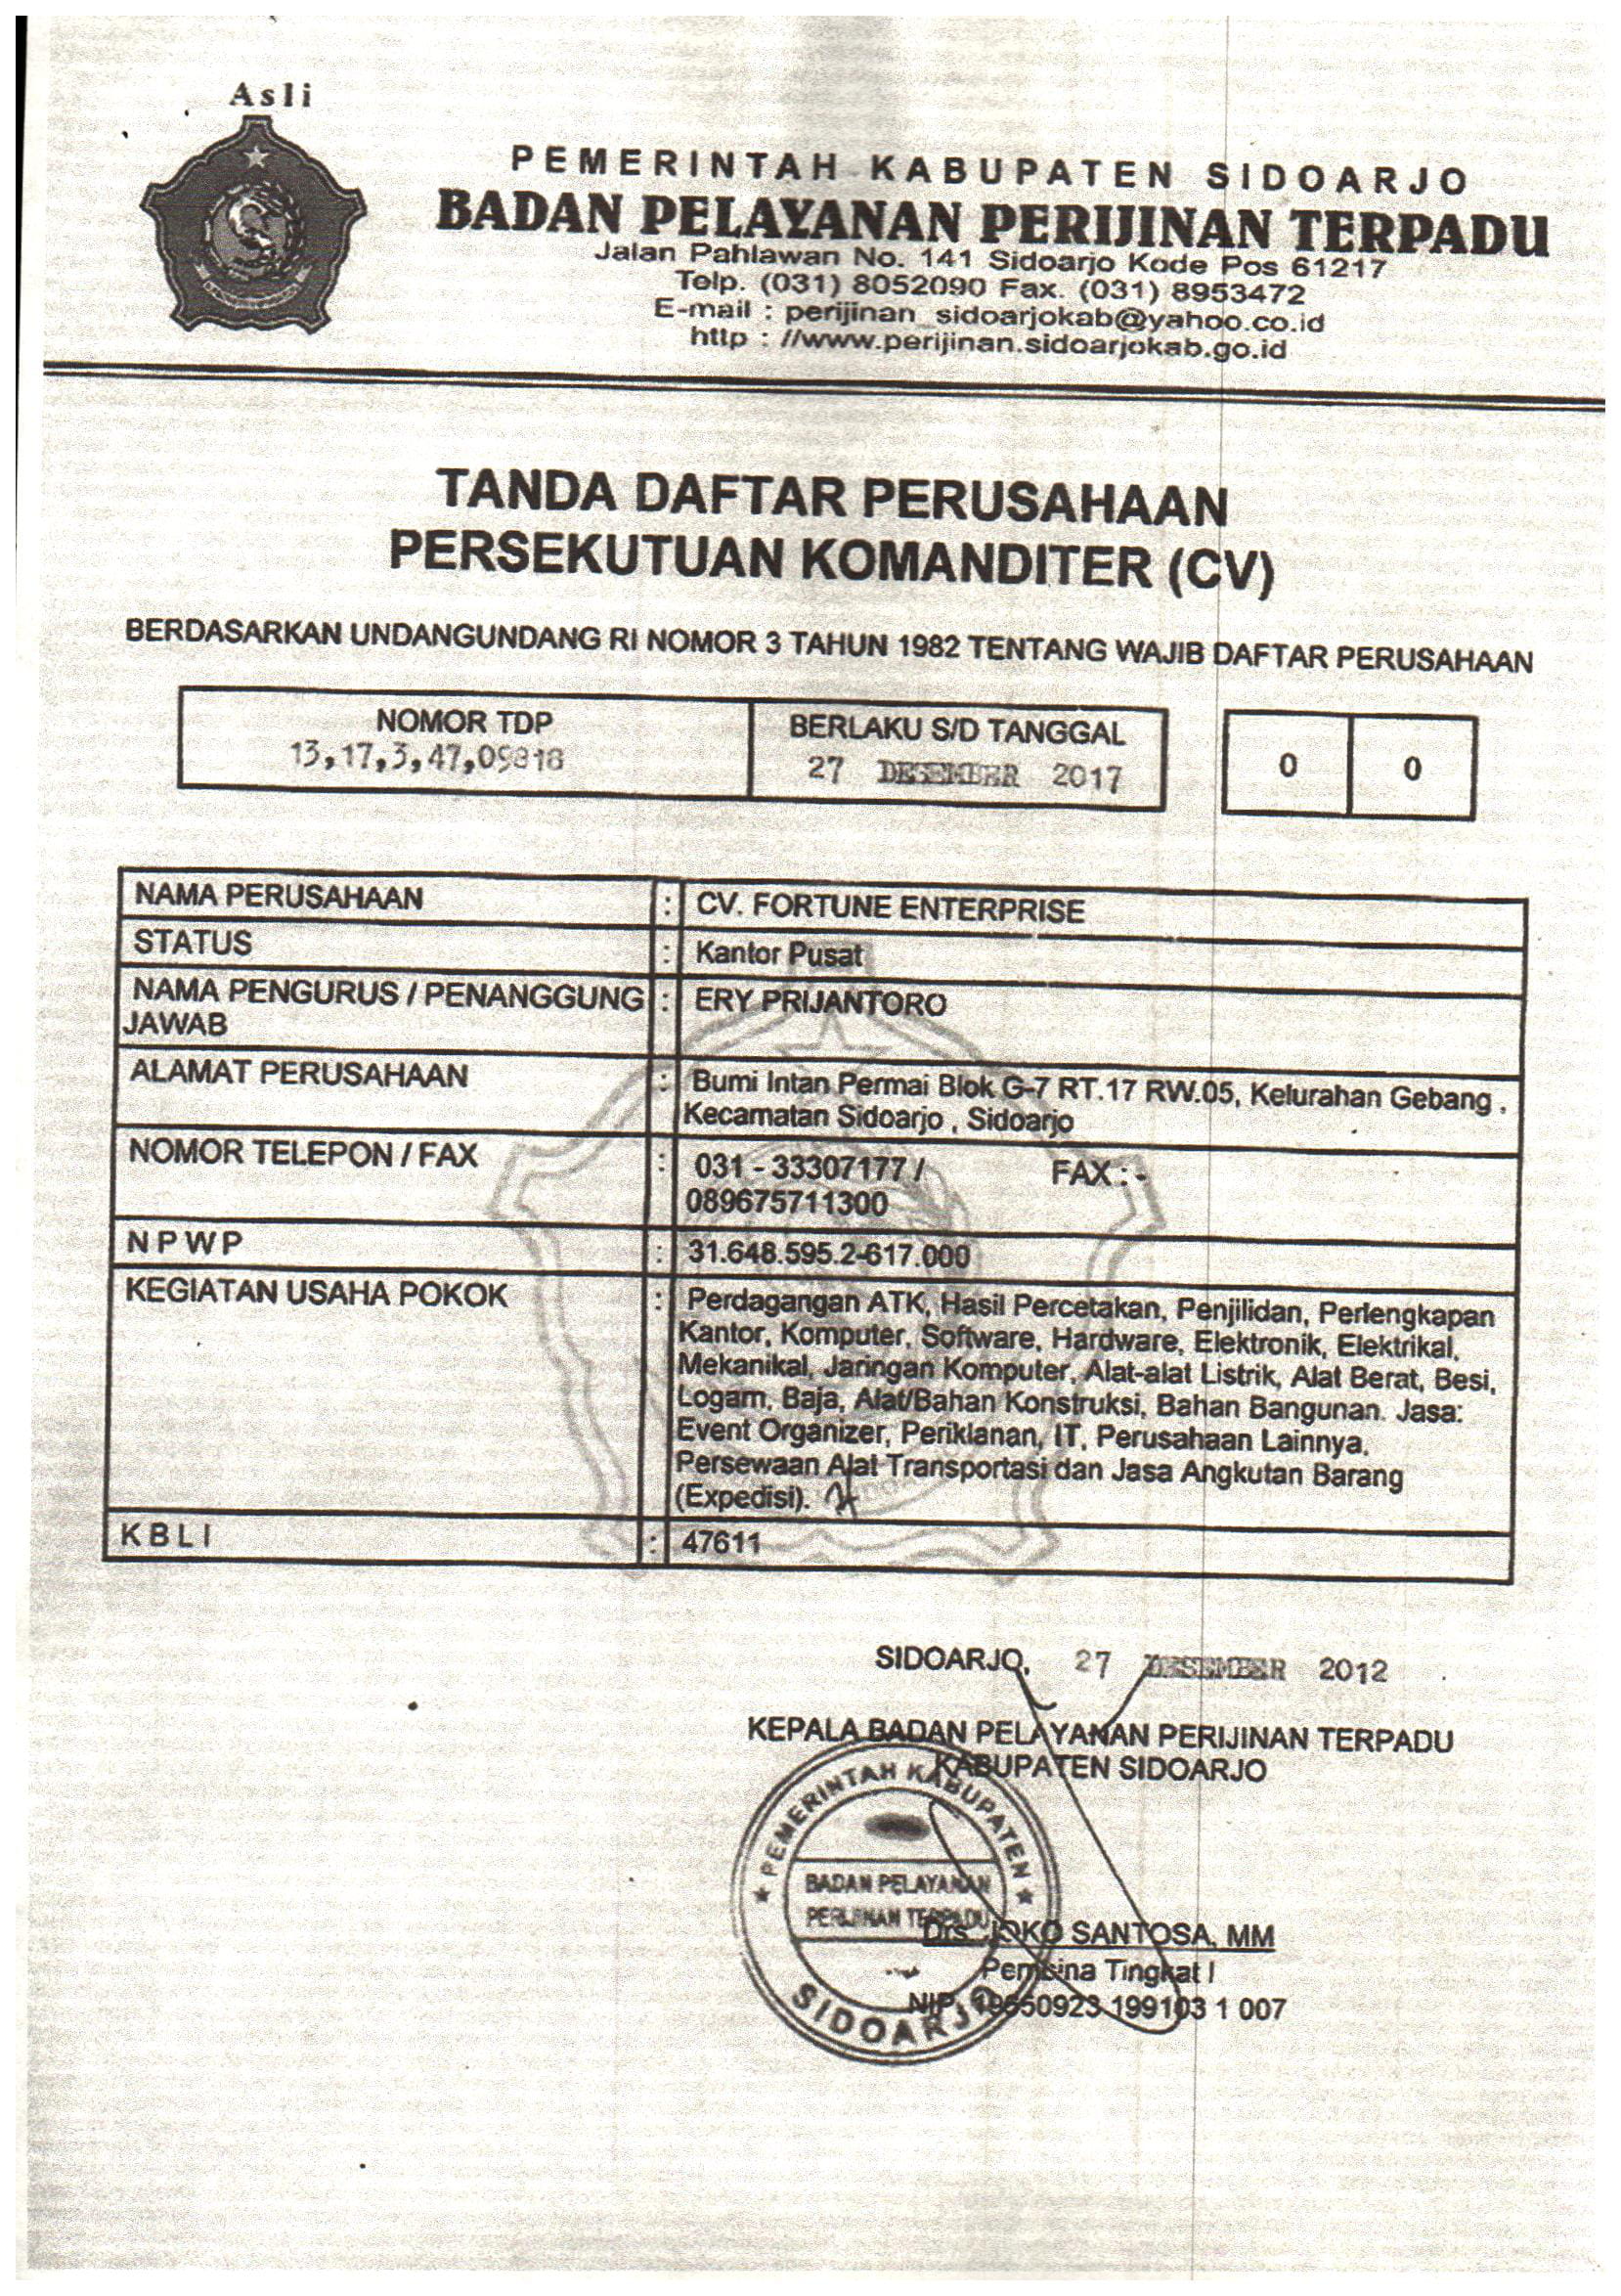 Asli
PEMERINTAH KABUPATEN SIDOARJO
BADAN PELAYANAN PERIJINAN TERPADU
Jalan Pahlawan No. 141 Sidoarjo Kode Pos 61217
Telp. (031) 8052090 Fax. (031) 8953472
E-mail : perijinan_sidoarjokab@yahoo.co.id
http : //www.perijinan.sidoarjokab.go.id
TANDA DAFTAR PERUSAHAAN
PERSEKUTUAN KOMANDITER (CV)
BERDASARKAN UNDANGUNDANG RI NOMOR 3 TAHUN 1982 TENTANG WAJIB DAFTAR PERUSAHAAN
NOMOR TDP BERLAKU S/D TANGGAL
13,17,3,47,09818 27 DESEMBER 2017 0 0
NAMA PERUSAHAAN : CV. FORTUNE ENTERPRISE
STATUS : Kantor Pusat
NAMA PENGURUS / PENANGGUNG : ERY PRIJANTORO
JAWAB
ALAMAT PERUSAHAAN : Bumi Intan Permai Blok G-7 RT.17 RW.05, Kelurahan Gebang ,
Kecamatan Sidoarjo , Sidoarjo
NOMOR TELEPON / FAX : 031 - 33307177 / FAX : -
089675711300
N P W P : 31.648.595.2-617.000
KEGIATAN USAHA POKOK : Perdagangan ATK, Hasil Percetakan, Penjilidan, Perlengkapan
Kantor, Komputer, Software, Hardware, Elektronik, Elektrikal,
Mekanikal, Jaringan Komputer, Alat-alat Listrik, Alat Berat, Besi,
Logam, Baja, Alat/Bahan Konstruksi, Bahan Bangunan. Jasa:
Event Organizer, Periklanan, IT, Perusahaan Lainnya,
Persewaan Alat Transportasi dan Jasa Angkutan Barang
(Expedisi).
K B L I : 47611
SIDOARJO, 27 DESEMBER 2012
KEPALA BADAN PELAYANAN PERIJINAN TERPADU
KABUPATEN SIDOARJO
PEMERINTAH KABUPATEN
BADAN PELAYANAN
PERIJINAN TERPADU
SIDOARJO
Drs. JOKO SANTOSA, MM
Pembina Tingkat I
NIP. 19550923 199103 1 007